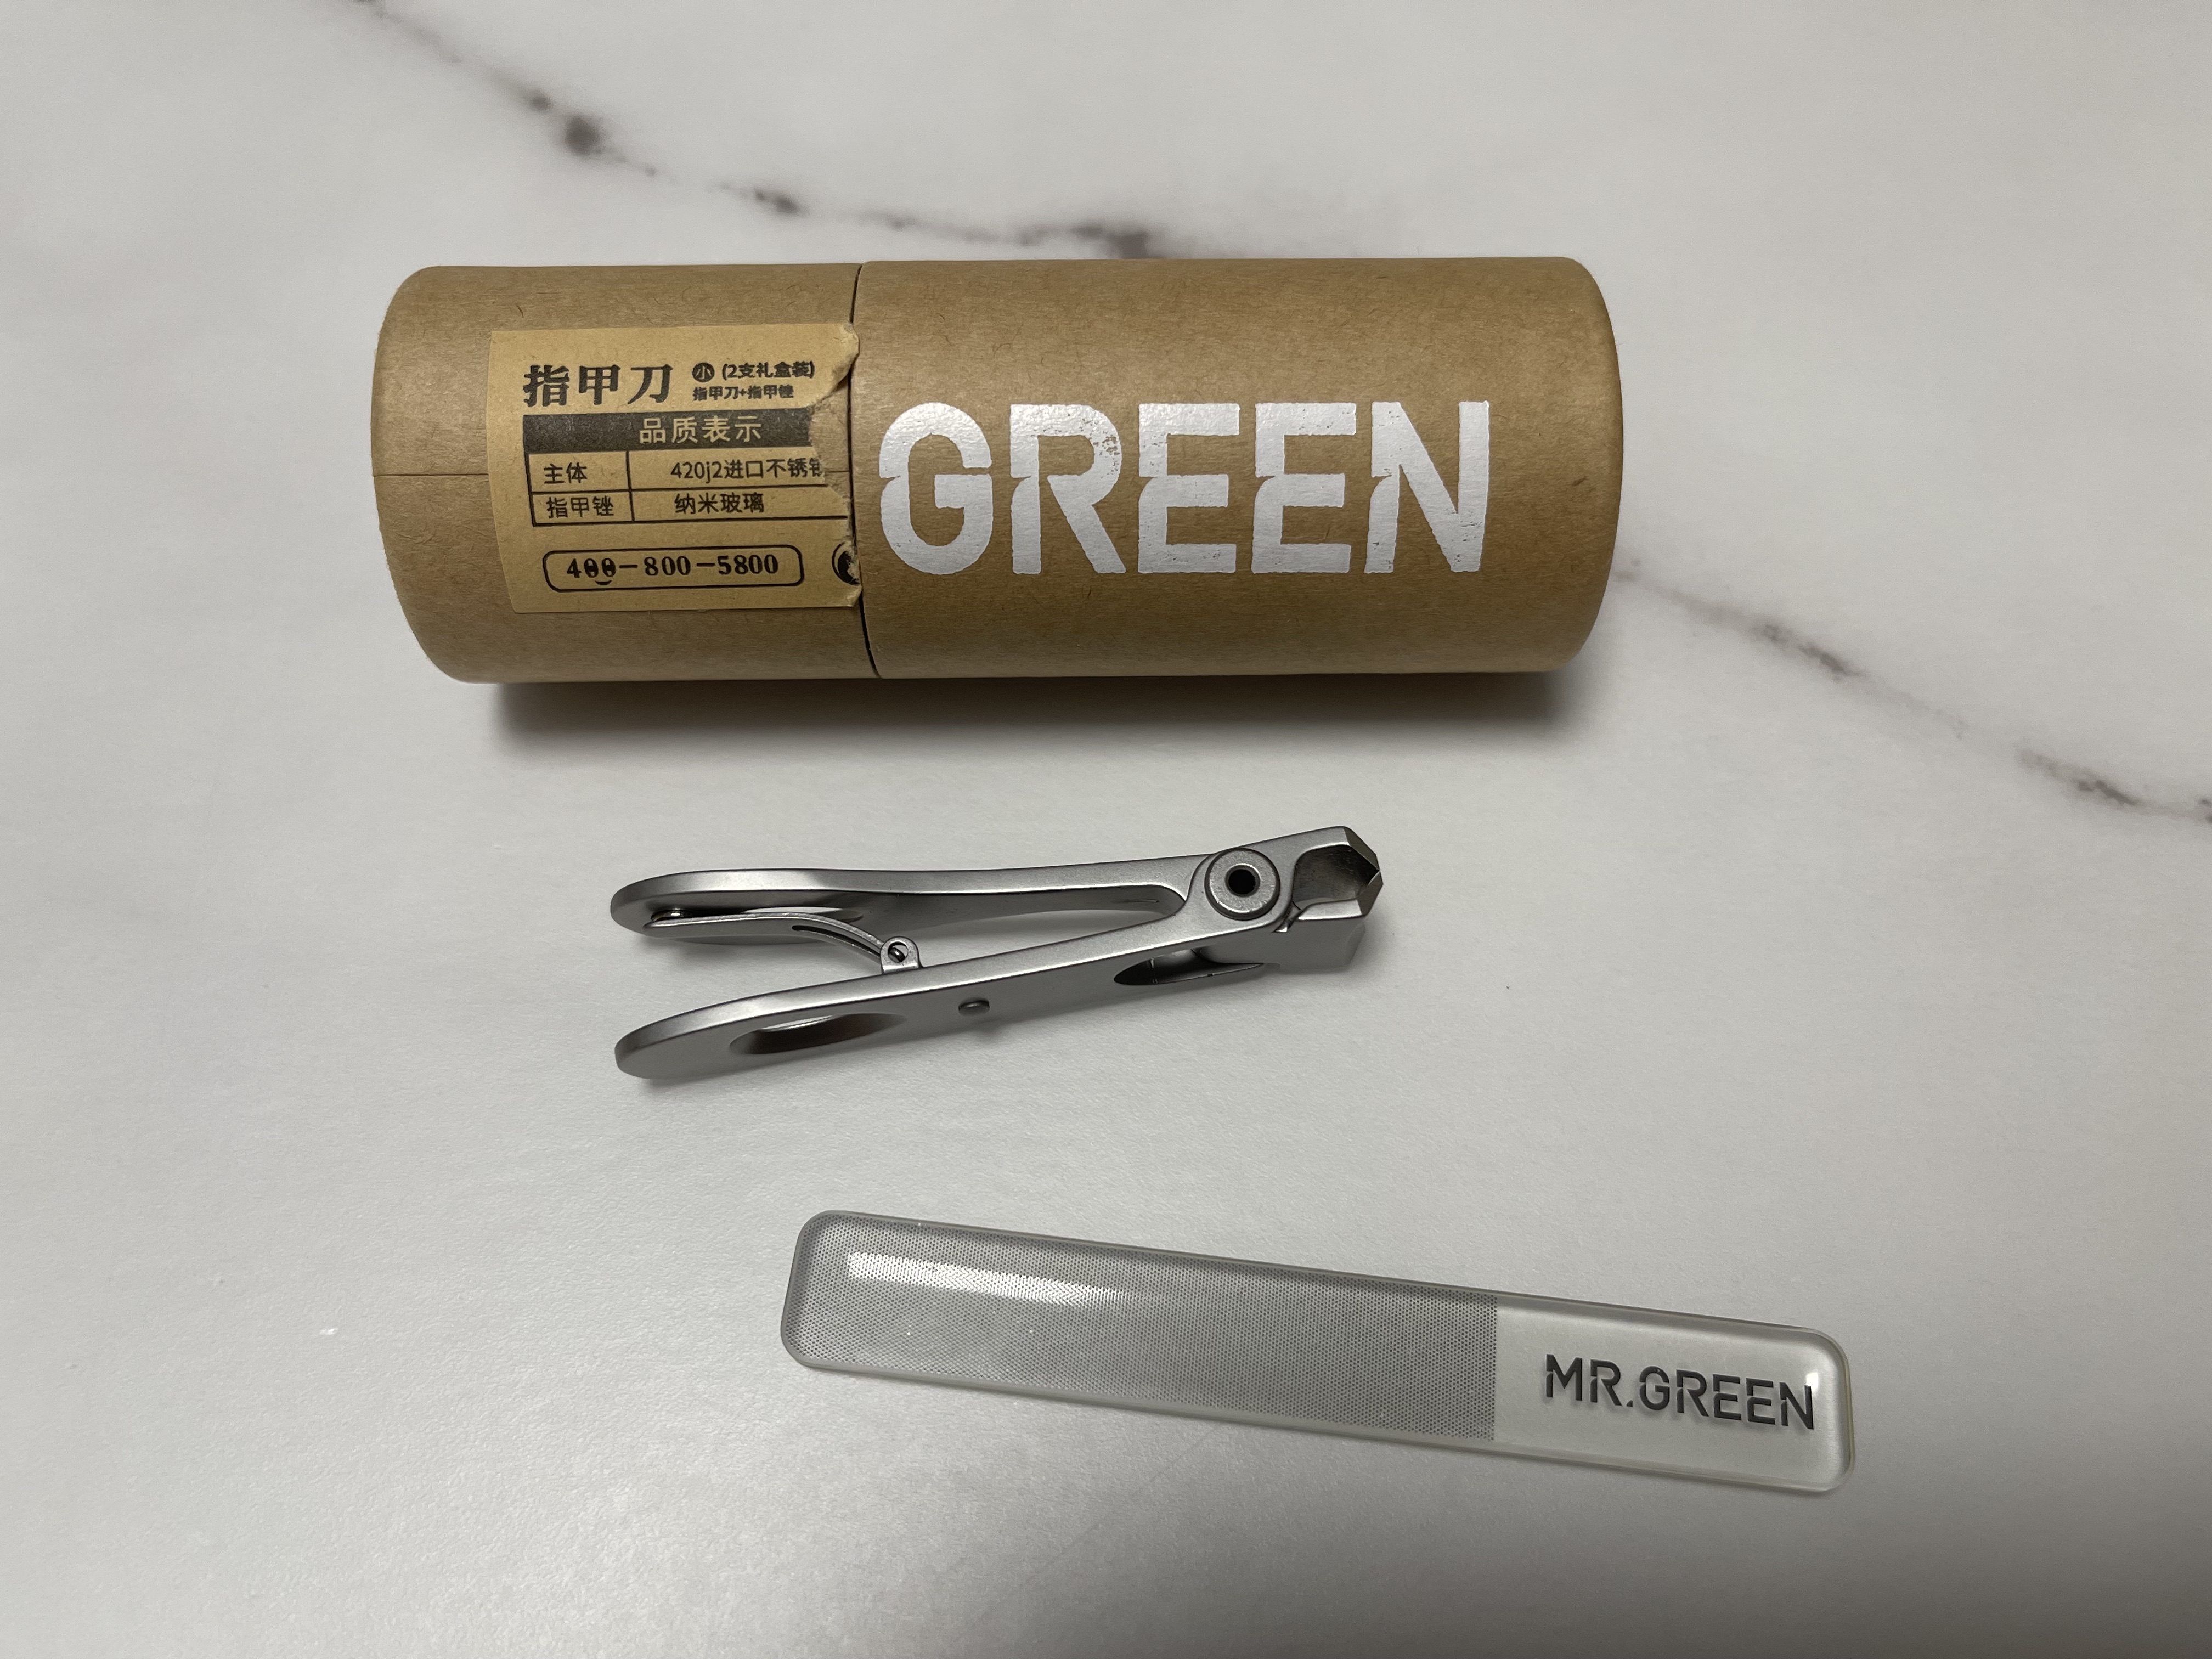 指甲刀 小 (2支礼盒装)
指甲刀+指甲锉
品质表示
主体 420j2进口不锈
指甲锉 纳米玻璃
400-800-5800
GREEN
MR.GREEN